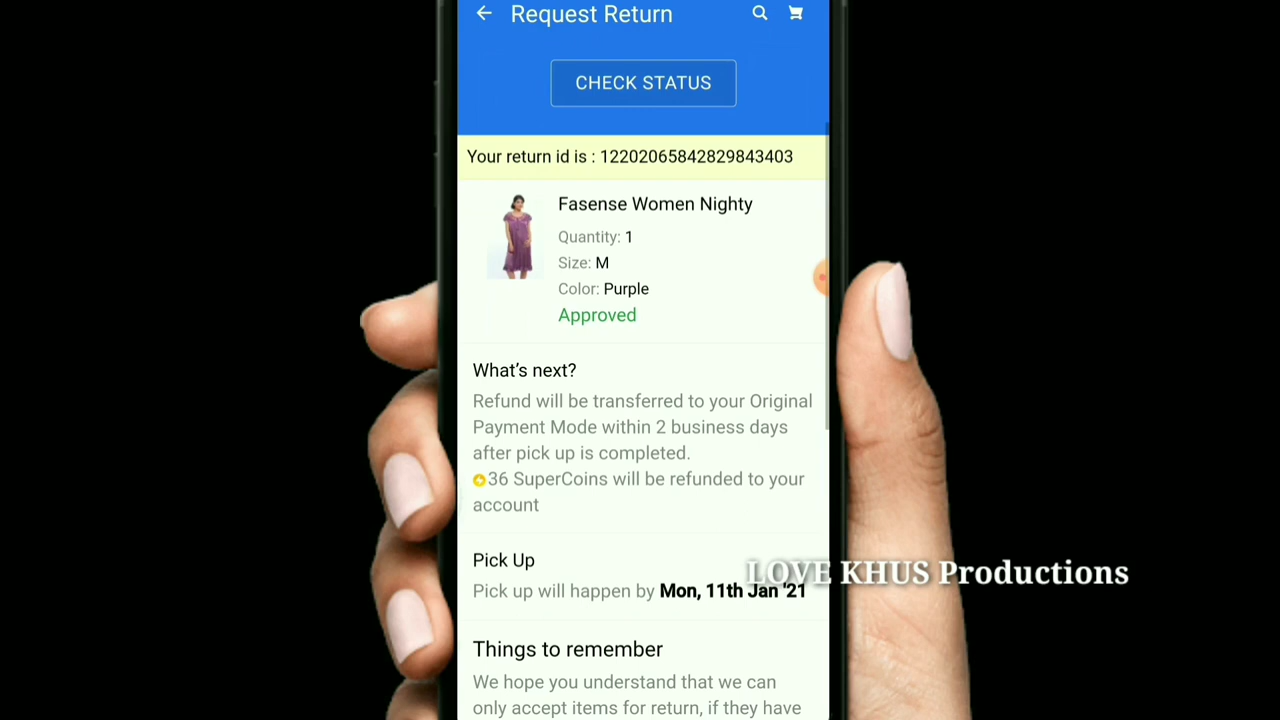 Request Return
CHECK STATUS
Your return id is : 12202065842829843403
Fasense Women Nighty
Quantity: 1
Size: M
Color: Purple
Approved
What's next?
Refund will be transferred to your Original
Payment Mode within 2 business days
after pick up is completed.
36 SuperCoins will be refunded to your
account
Pick Up
Pick up will happen by Mon, 11th Jan '21
LOVE KHUS Productions
Things to remember
We hope you understand that we can
only accept items for return, if they have